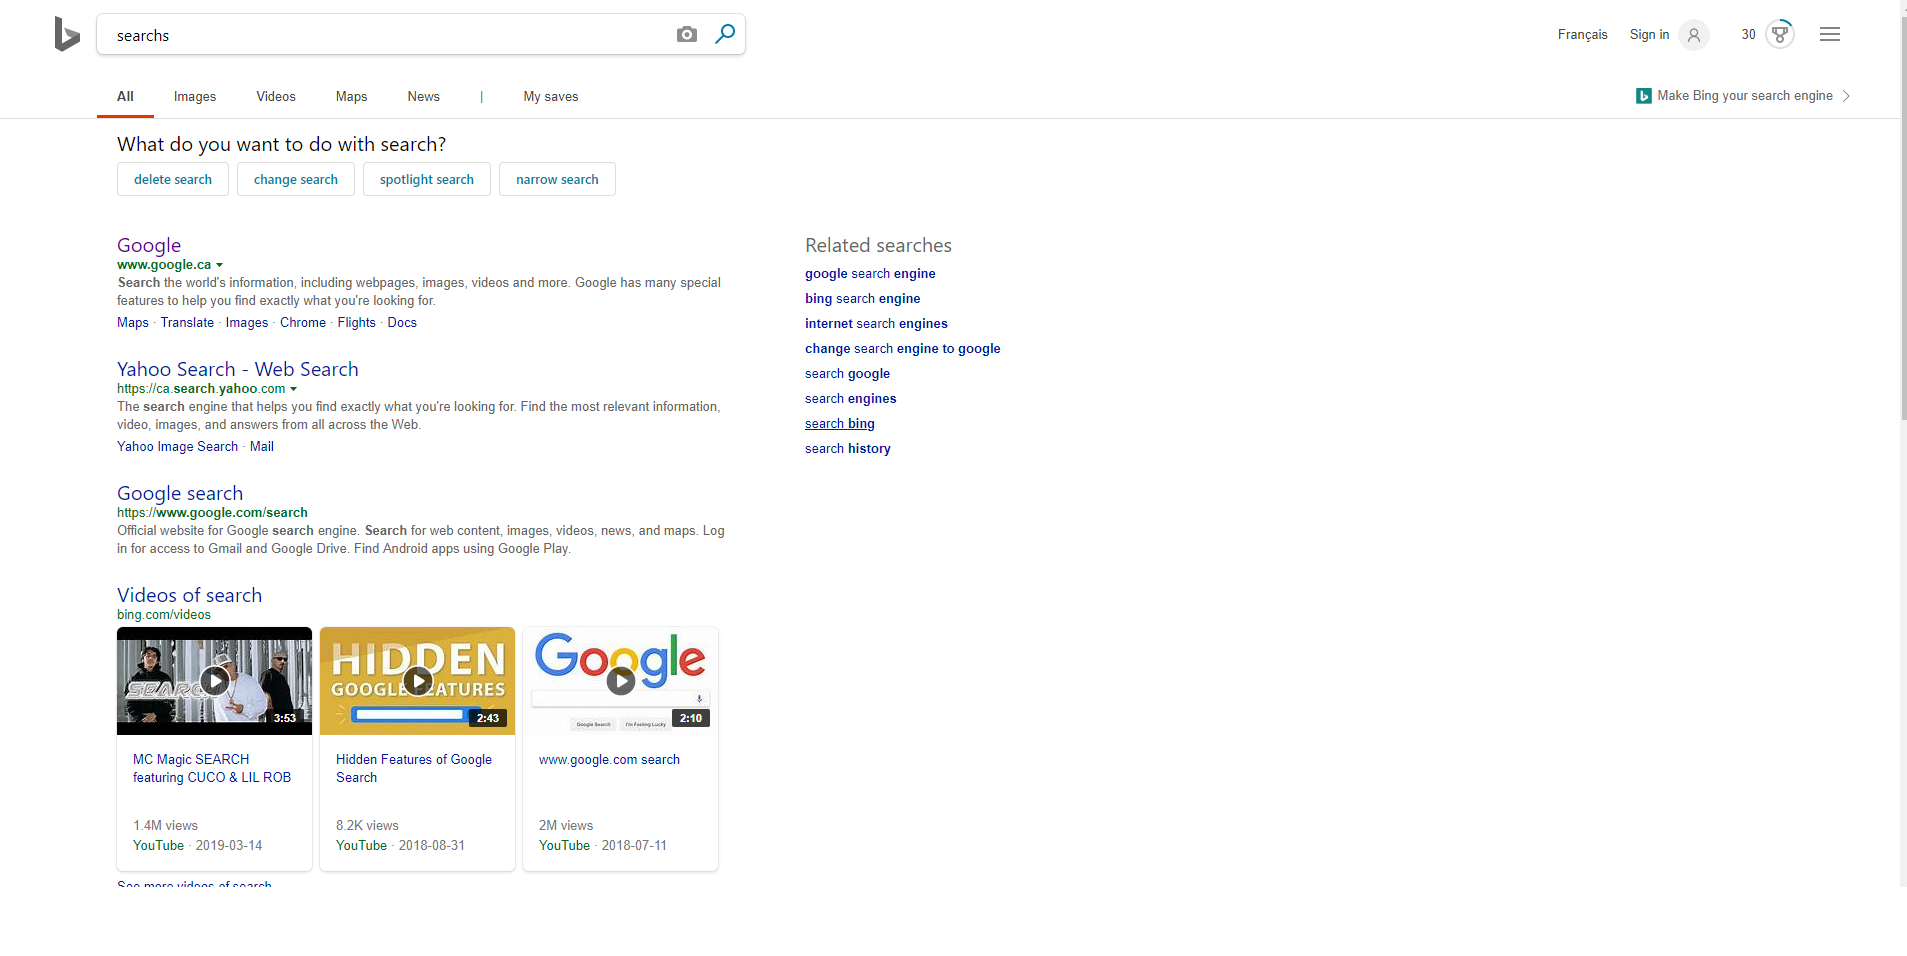 searchs
Français Sign in 30
All Images Videos Maps News | My saves
Make Bing your search engine
What do you want to do with search?
delete search change search spotlight search narrow search
Google
www.google.ca
Search the world's information, including webpages, images, videos and more. Google has many special
features to help you find exactly what you're looking for.
Maps · Translate · Images · Chrome · Flights · Docs
Yahoo Search - Web Search
https://ca.search.yahoo.com
The search engine that helps you find exactly what you're looking for. Find the most relevant information,
video, images, and answers from all across the Web.
Yahoo Image Search · Mail
Google search
https://www.google.com/search
Official website for Google search engine. Search for web content, images, videos, news, and maps. Log
in for access to Gmail and Google Drive. Find Android apps using Google Play.
Videos of search
bing.com/videos
SEARCH
3:53
HIDDEN
GOOGLE FEATURES
2:43
Google
Google Search I'm Feeling Lucky
2:10
MC Magic SEARCH
featuring CUCO & LIL ROB
1.4M views
YouTube · 2019-03-14
Hidden Features of Google
Search
8.2K views
YouTube · 2018-08-31
www.google.com search
2M views
YouTube · 2018-07-11
See more videos of search
Related searches
google search engine
bing search engine
internet search engines
change search engine to google
search google
search engines
search bing
search history